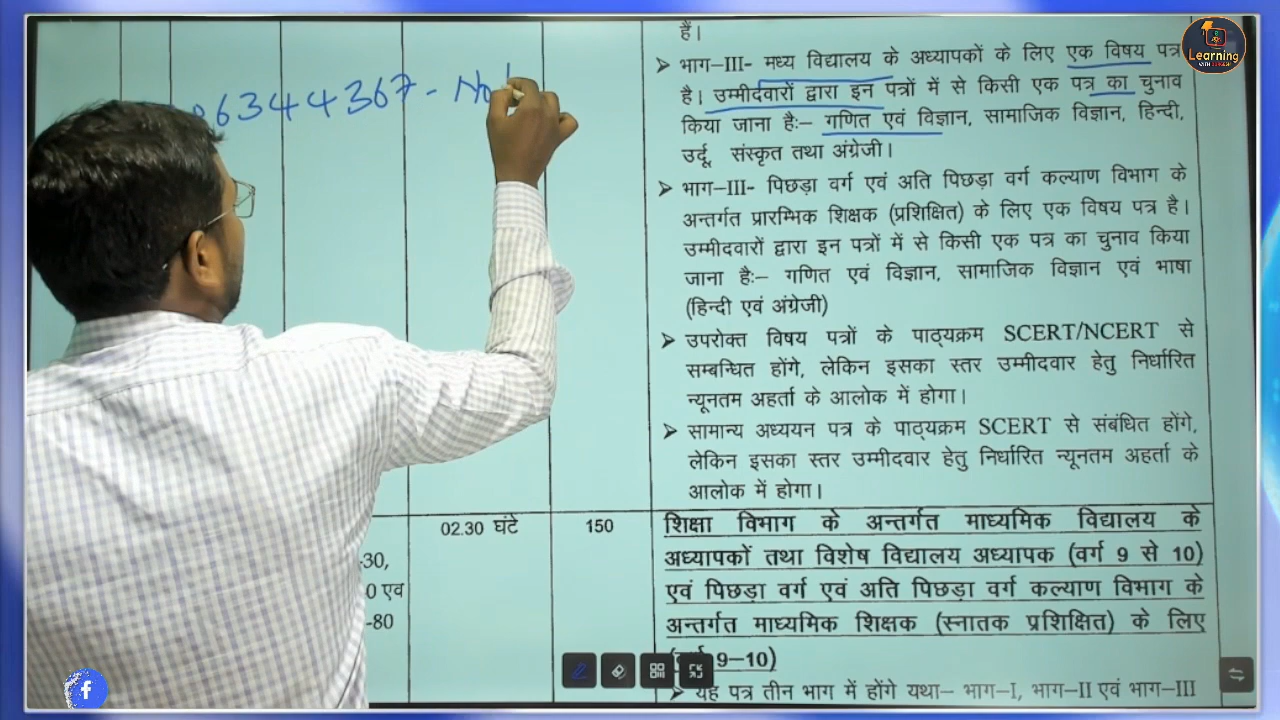 Learning
6344367 -
हैं।
➤ भाग–III- मध्य विद्यालय के अध्यापकों के लिए एक विषय पत्र
है। उम्मीदवारों द्वारा इन पत्रों में से किसी एक पत्र का चुनाव
किया जाना है:– गणित एवं विज्ञान, सामाजिक विज्ञान, हिन्दी,
उर्दू, संस्कृत तथा अंग्रेजी।
➤ भाग–III- पिछड़ा वर्ग एवं अति पिछड़ा वर्ग कल्याण विभाग के
अन्तर्गत प्रारम्भिक शिक्षक (प्रशिक्षित) के लिए एक विषय पत्र है।
उम्मीदवारों द्वारा इन पत्रों में से किसी एक पत्र का चुनाव किया
जाना है:– गणित एवं विज्ञान, सामाजिक विज्ञान एवं भाषा
(हिन्दी एवं अंग्रेजी)
➤ उपरोक्त विषय पत्रों के पाठ्यक्रम SCERT/NCERT से
सम्बन्धित होंगे, लेकिन इसका स्तर उम्मीदवार हेतु निर्धारित
न्यूनतम अहर्ता के आलोक में होगा।
➤ सामान्य अध्ययन पत्र के पाठ्यक्रम SCERT से संबंधित होंगे,
लेकिन इसका स्तर उम्मीदवार हेतु निर्धारित न्यूनतम अहर्ता के
आलोक में होगा।
-30,
0 एवं
-80
02.30 घंटे
150
शिक्षा विभाग के अन्तर्गत माध्यमिक विद्यालय के
अध्यापकों तथा विशेष विद्यालय अध्यापक (वर्ग 9 से 10)
एवं पिछड़ा वर्ग एवं अति पिछड़ा वर्ग कल्याण विभाग के
अन्तर्गत माध्यमिक शिक्षक (स्नातक प्रशिक्षित) के लिए
9–10)
➤ यह पत्र तीन भाग में होंगे यथा– भाग–I, भाग–II एवं भाग–III